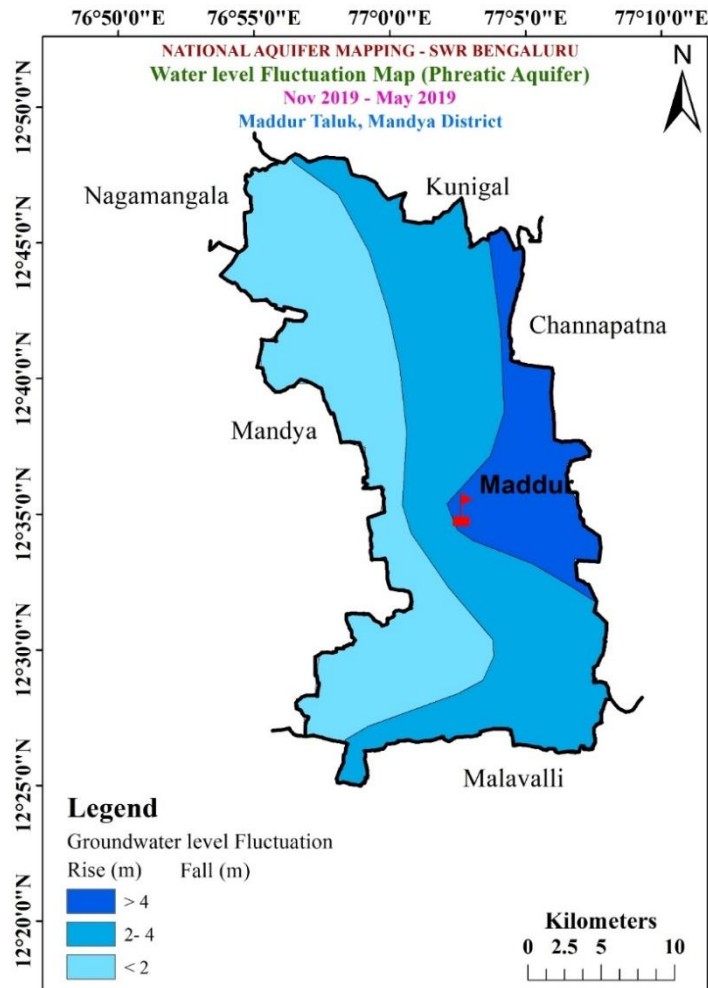 76°50'0"E 76°55'0"E 77°0'0"E 77°5'0"E 77°10'0"E
NATIONAL AQUIFER MAPPING - SWR BENGALURU
Water level Fluctuation Map (Phreatic Aquifer)
Nov 2019 - May 2019
Maddur Taluk, Mandya District
N
12°50'0"N
Kunigal
Nagamangala
12°45'0"N
Channapatna
12°40'0"N
Mandya
Maddur
12°35'0"N
12°30'0"N
Malavalli
12°25'0"N
Legend
Groundwater level Fluctuation
Rise (m) Fall (m)
> 4
2- 4
< 2
12°20'0"N
Kilometers
0 2.5 5 10